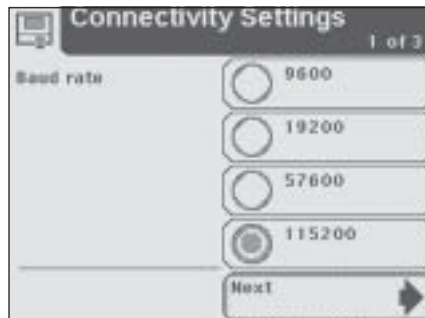 Connectivity Settings
1 of 3
Baud rate
9600
19200
57600
115200
Next